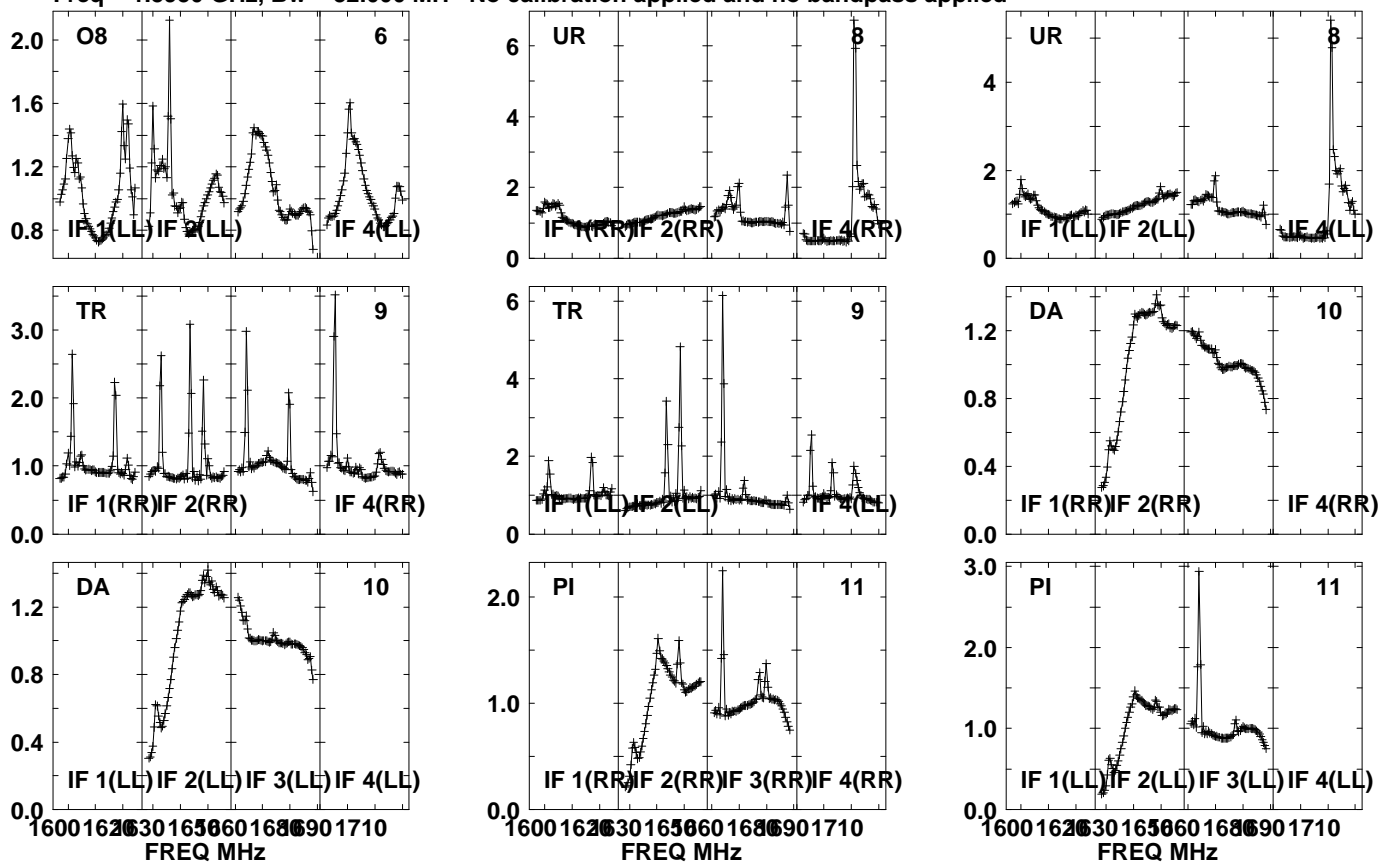 No calibration applied and no bandpass applied
O8 6
UR 8
UR 8
2.0
1.6
1.2
0.8
IF 1(LL) IF 2(LL) IF 4(LL)
6
4
2
0
IF 1(RR) IF 2(RR) IF 4(RR)
4
2
0
IF 1(LL) IF 2(LL) IF 4(LL)
TR 9
TR 9
DA 10
3.0
2.0
1.0
0.0
IF 1(RR) IF 2(RR) IF 4(RR)
6
4
2
0
IF 1(LL) IF 2(LL) IF 4(LL)
1.2
0.8
0.4
0.0
IF 1(RR) IF 2(RR) IF 4(RR)
DA 10
PI 11
PI 11
1.2
0.8
0.4
0.0
IF 1(LL) IF 2(LL) IF 3(LL) IF 4(LL)
2.0
1.0
0.0
IF 1(RR) IF 2(RR) IF 3(RR) IF 4(RR)
3.0
2.0
1.0
0.0
IF 1(LL) IF 2(LL) IF 3(LL) IF 4(LL)
1600 1620 1630 1650 1660 1680 1690 1710
1600 1620 1630 1650 1660 1680 1690 1710
1600 1620 1630 1650 1660 1680 1690 1710
FREQ MHz
FREQ MHz